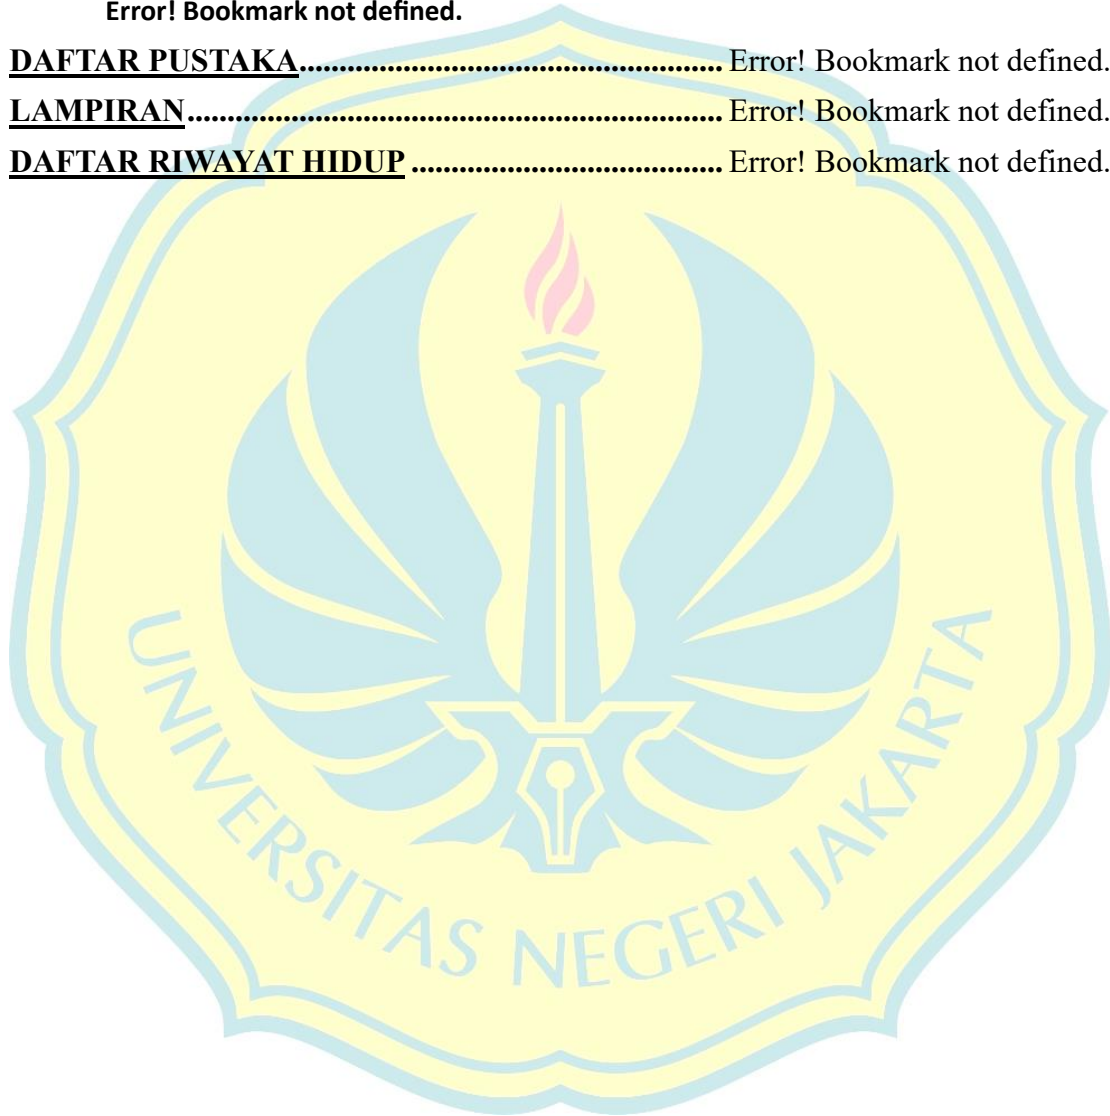 Error! Bookmark not defined.
DAFTAR PUSTAKA..................................................... Error! Bookmark not defined.
LAMPIRAN................................................................... Error! Bookmark not defined.
DAFTAR RIWAYAT HIDUP ....................................... Error! Bookmark not defined.
UNIVERSITAS NEGERI JAKARTA